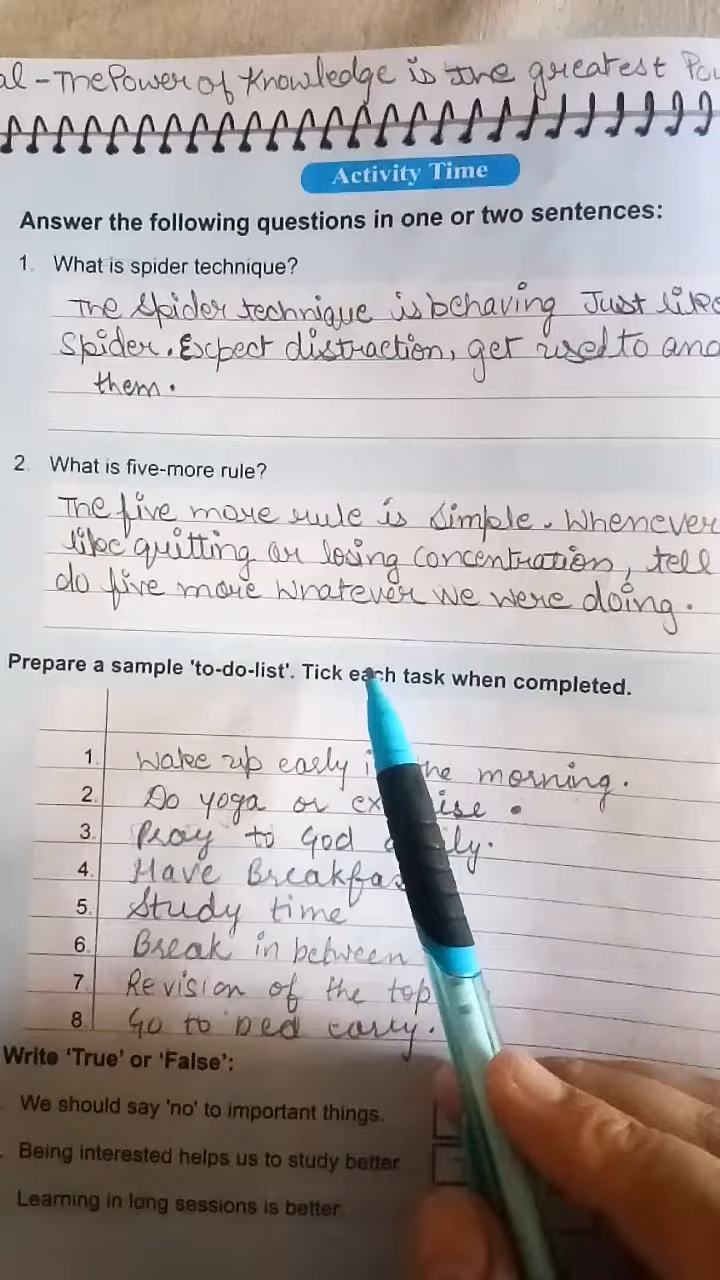 al - The Power of Knowledge is the greatest Po
Activity Time
Answer the following questions in one or two sentences:
1. What is spider technique?
The Spider technique is behaving Just like
Spider. Expect distraction, get used to and
them.
2. What is five-more rule?
The five more rule is simple. Whenever
like quitting or losing concentration, tell
do five more whatever we were doing.
Prepare a sample 'to-do-list'. Tick each task when completed.
1. Wake up early i the morning.
2. Do yoga or ex ise.
3. Pray to God ily.
4. Have Breakfas
5. Study time
6. Break in between
7. Revision of the top
8. Go to bed early.
Write 'True' or 'False':
We should say 'no' to important things.
Being interested helps us to study better
Learning in long sessions is better